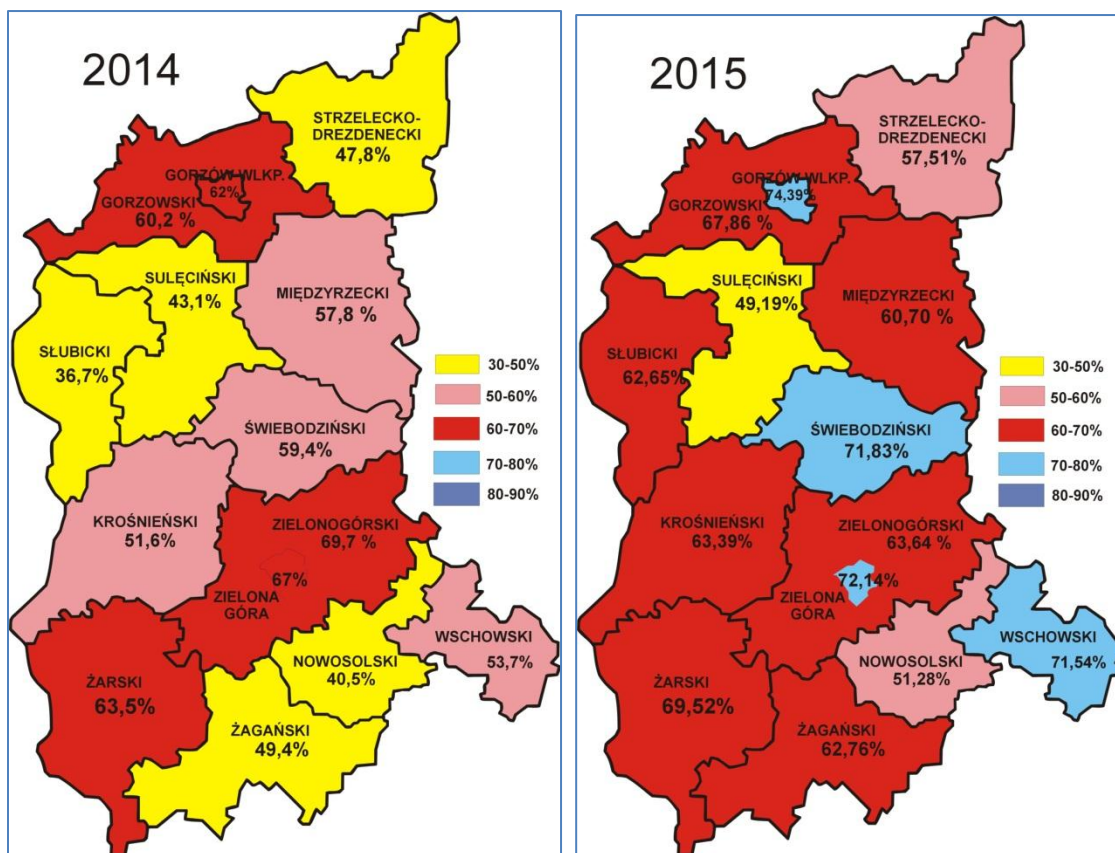 2014
STRZELECKO-
DREZDENECKI
47,8%
GORZÓW WLKP.
62%
GORZOWSKI
60,2 %
SULĘCIŃSKI
43,1%
MIĘDZYRZECKI
57,8 %
SŁUBICKI
36,7%
ŚWIEBODZIŃSKI
59,4%
KROŚNIEŃSKI
51,6%
ZIELONOGÓRSKI
69,7 %
67%
ZIELONA
GÓRA
WSCHOWSKI
53,7%
NOWOSOLSKI
40,5%
ŻARSKI
63,5%
ŻAGAŃSKI
49,4%
30-50%
50-60%
60-70%
70-80%
80-90%
2015
STRZELECKO-
DREZDENECKI
57,51%
GORZÓW WLKP.
74,39%
GORZOWSKI
67,86 %
SULĘCIŃSKI
49,19%
MIĘDZYRZECKI
60,70 %
SŁUBICKI
62,65%
ŚWIEBODZIŃSKI
71,83%
KROŚNIEŃSKI
63,39%
ZIELONOGÓRSKI
63,64 %
72,14%
ZIELONA
GÓRA
WSCHOWSKI
71,54%
NOWOSOLSKI
51,28%
ŻARSKI
69,52%
ŻAGAŃSKI
62,76%
30-50%
50-60%
60-70%
70-80%
80-90%